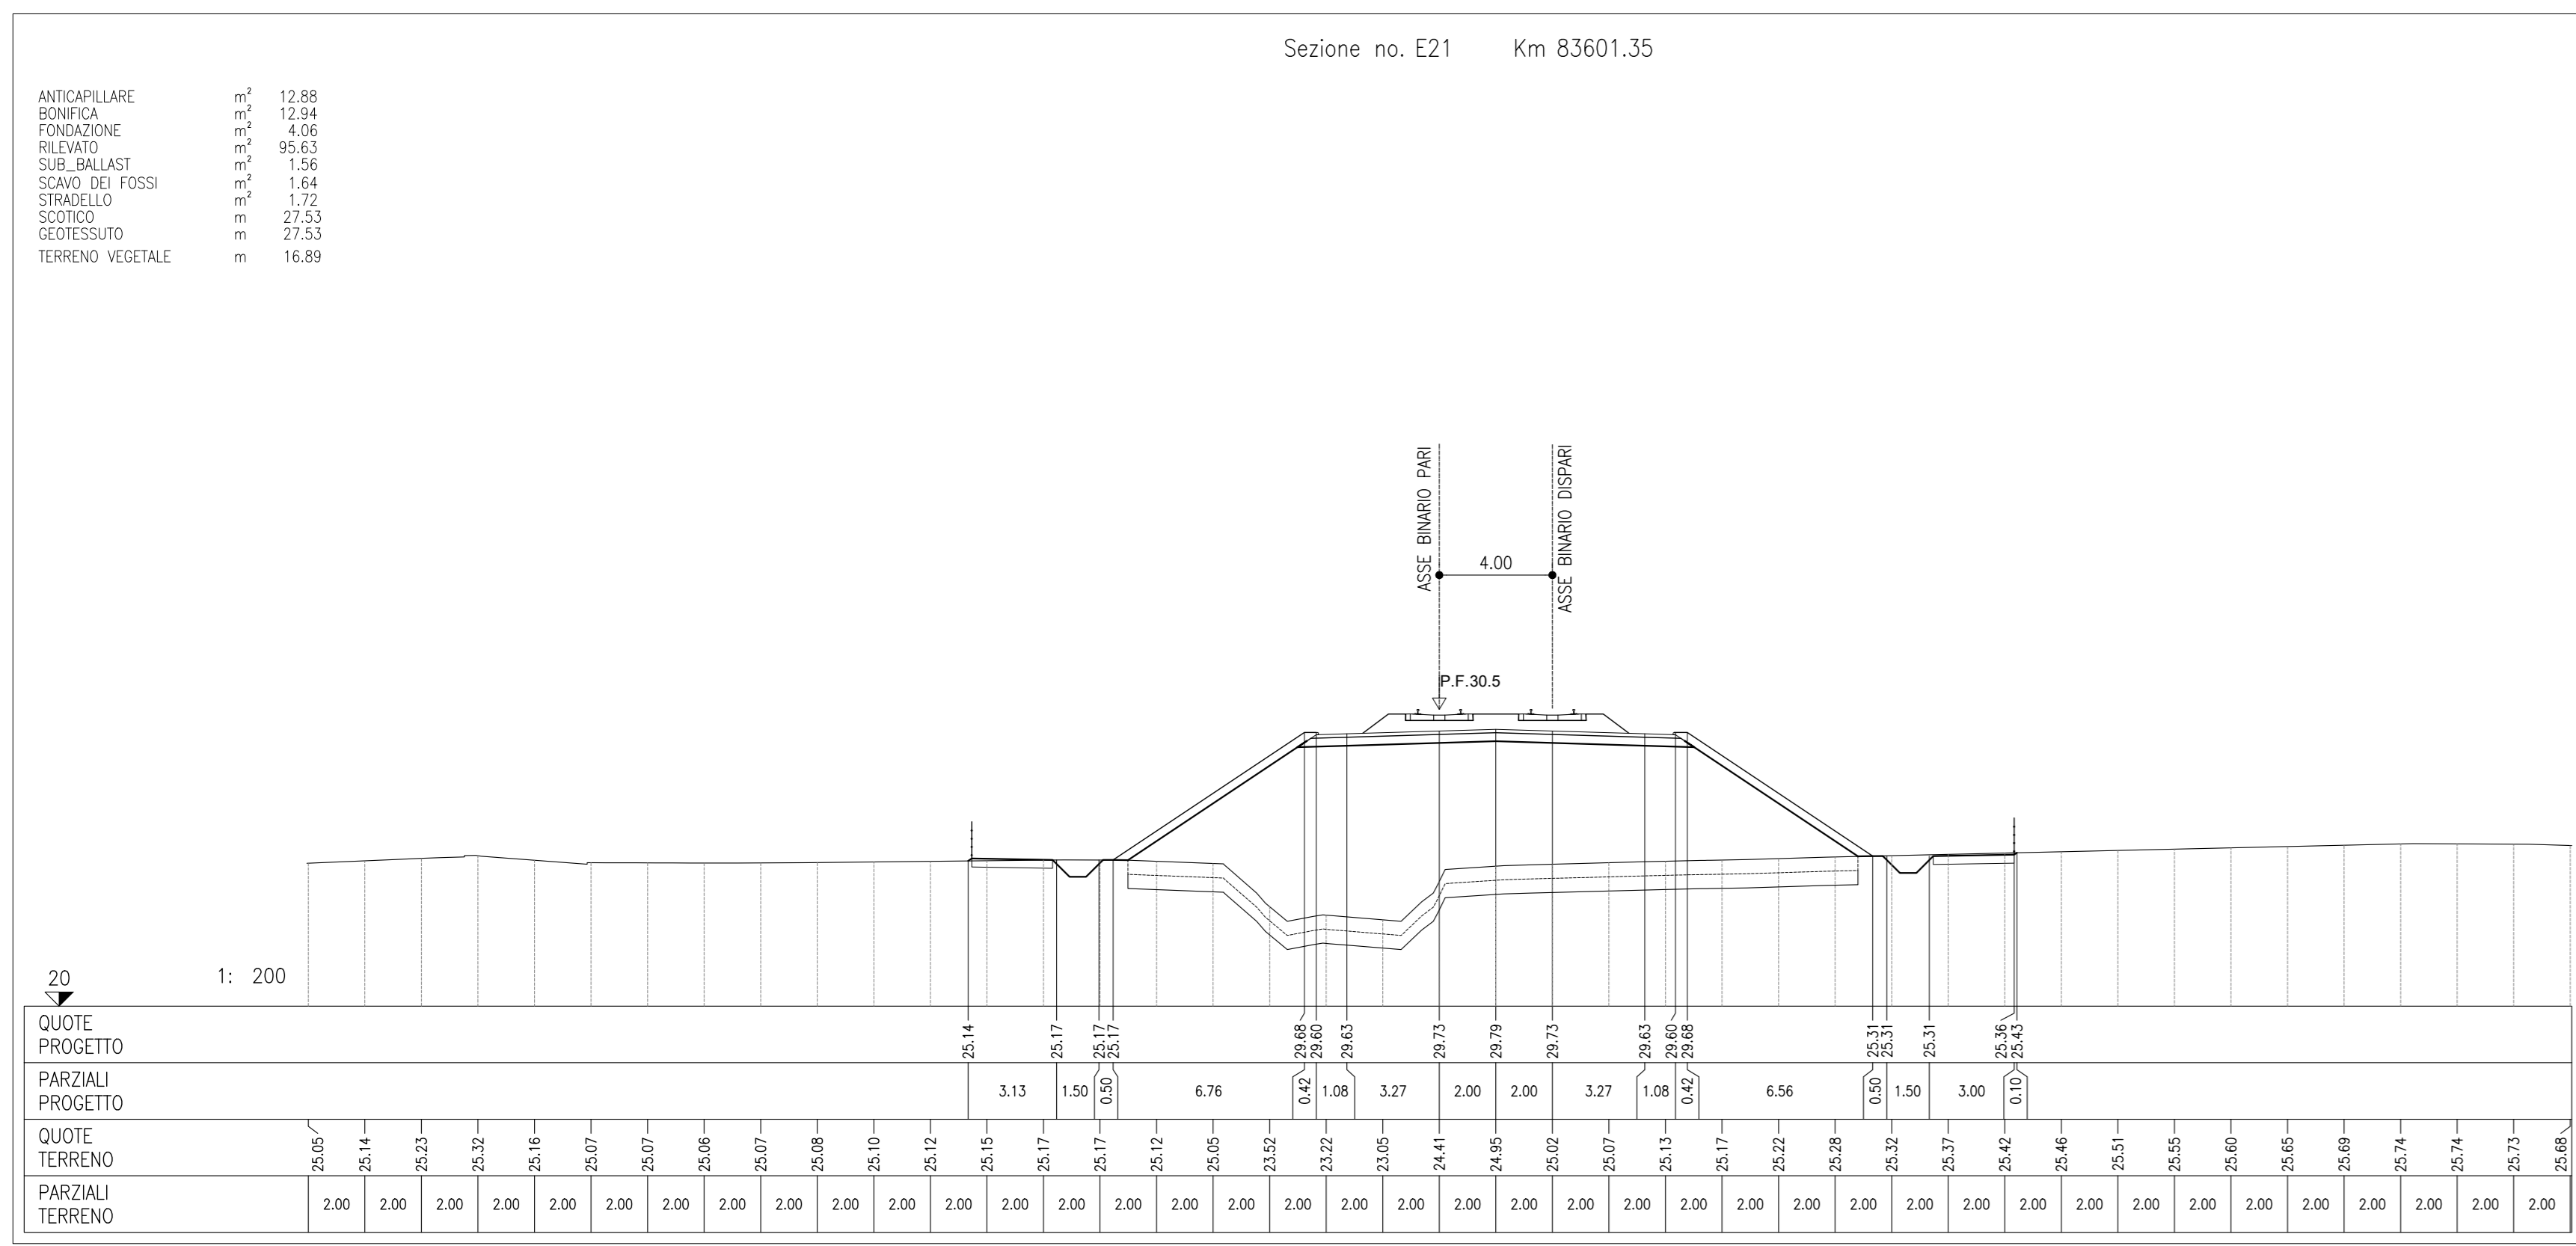 Sezione no. E21 Km 83601.35
ANTICAPILLARE m² 12.88
BONIFICA m² 12.94
FONDAZIONE m² 4.06
RILEVATO m² 95.63
SUB_BALLAST m² 1.56
SCAVO DEI FOSSI m² 1.64
STRADELLO m² 1.72
SCOTICO m 27.53
GEOTESSUTO m 27.53
TERRENO VEGETALE m 16.89
ASSE BINARIO PARI
ASSE BINARIO DISPARI
4.00
P.F.30.5
20
1: 200
QUOTE
PROGETTO
25.14 25.17 25.17 25.17 29.68 29.60 29.63 29.73 29.79 29.73 29.63 29.60 29.68 25.31 25.31 25.31 25.36 25.43
PARZIALI
PROGETTO
3.13 1.50 0.50 6.76 0.42 1.08 3.27 2.00 2.00 3.27 1.08 0.42 6.56 0.50 1.50 3.00 0.10
QUOTE
TERRENO
25.05 25.14 25.23 25.32 25.16 25.07 25.07 25.06 25.07 25.08 25.10 25.12 25.15 25.17 25.17 25.12 25.05 23.52 23.22 23.05 24.41 24.95 25.02 25.07 25.13 25.17 25.22 25.28 25.32 25.37 25.42 25.46 25.51 25.55 25.60 25.65 25.69 25.74 25.74 25.73 25.68
PARZIALI
TERRENO
2.00 2.00 2.00 2.00 2.00 2.00 2.00 2.00 2.00 2.00 2.00 2.00 2.00 2.00 2.00 2.00 2.00 2.00 2.00 2.00 2.00 2.00 2.00 2.00 2.00 2.00 2.00 2.00 2.00 2.00 2.00 2.00 2.00 2.00 2.00 2.00 2.00 2.00 2.00 2.00